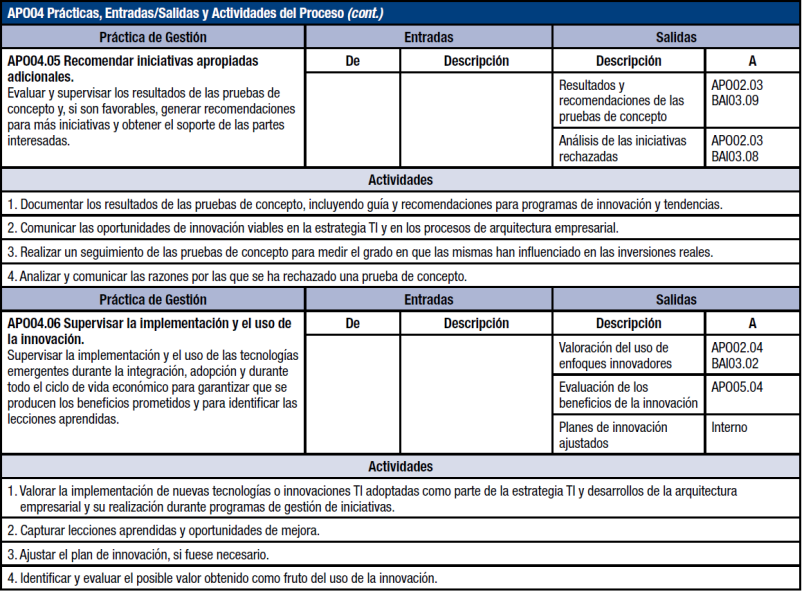 APO04 Prácticas, Entradas/Salidas y Actividades del Proceso (cont.)
Práctica de Gestión Entradas Salidas
APO04.05 Recomendar iniciativas apropiadas
adicionales.
Evaluar y supervisar los resultados de las pruebas de
concepto y, si son favorables, generar recomendaciones
para más iniciativas y obtener el soporte de las partes
interesadas.
De Descripción Descripción A
Resultados y
recomendaciones de las
pruebas de concepto
APO02.03
BAI03.09
Análisis de las iniciativas
rechazadas
APO02.03
BAI03.08
Actividades
1. Documentar los resultados de las pruebas de concepto, incluyendo guía y recomendaciones para programas de innovación y tendencias.
2. Comunicar las oportunidades de innovación viables en la estrategia TI y en los procesos de arquitectura empresarial.
3. Realizar un seguimiento de las pruebas de concepto para medir el grado en que las mismas han influenciado en las inversiones reales.
4. Analizar y comunicar las razones por las que se ha rechazado una prueba de concepto.
Práctica de Gestión Entradas Salidas
APO04.06 Supervisar la implementación y el uso de
la innovación.
Supervisar la implementación y el uso de las tecnologías
emergentes durante la integración, adopción y durante
todo el ciclo de vida económico para garantizar que se
producen los beneficios prometidos y para identificar las
lecciones aprendidas.
De Descripción Descripción A
Valoración del uso de
enfoques innovadores
APO02.04
BAI03.02
Evaluación de los
beneficios de la innovación
APO05.04
Planes de innovación
ajustados
Interno
Actividades
1. Valorar la implementación de nuevas tecnologías o innovaciones TI adoptadas como parte de la estrategia TI y desarrollos de la arquitectura
empresarial y su realización durante programas de gestión de iniciativas.
2. Capturar lecciones aprendidas y oportunidades de mejora.
3. Ajustar el plan de innovación, si fuese necesario.
4. Identificar y evaluar el posible valor obtenido como fruto del uso de la innovación.